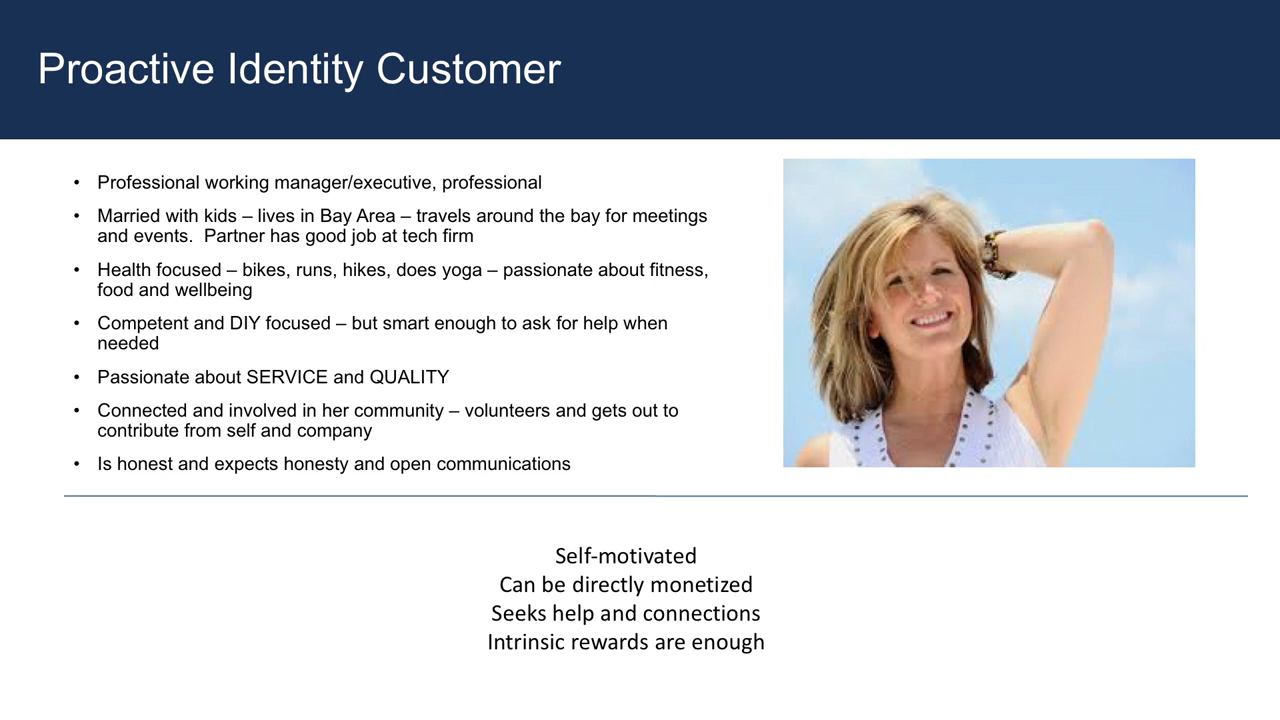 Proactive Identity Customer
• Professional working manager/executive, professional
• Married with kids – lives in Bay Area – travels around the bay for meetings
and events.  Partner has good job at tech firm
• Health focused – bikes, runs, hikes, does yoga – passionate about fitness,
food and wellbeing
• Competent and DIY focused – but smart enough to ask for help when
needed
• Passionate about SERVICE and QUALITY
• Connected and involved in her community – volunteers and gets out to
contribute from self and company
• Is honest and expects honesty and open communications
Self-motivated
Can be directly monetized
Seeks help and connections
Intrinsic rewards are enough